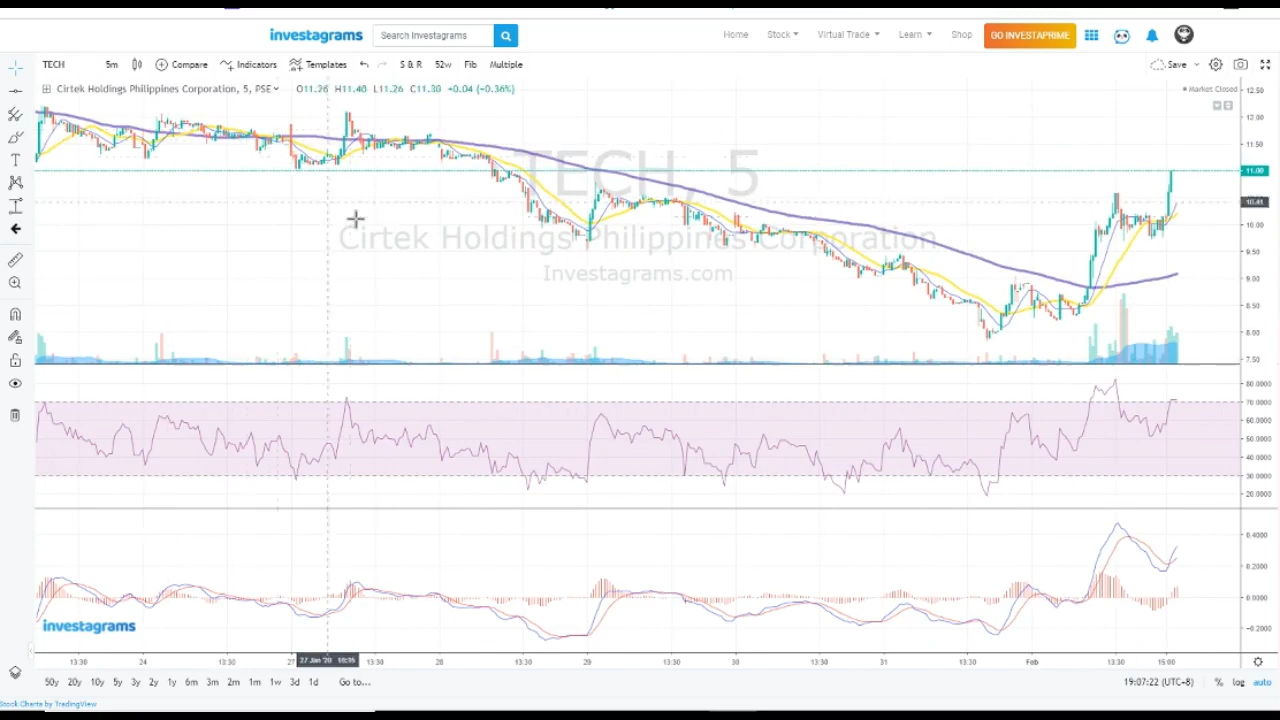 investagrams Search Investagrams Home Stock Virtual Trade Learn Shop GO INVESTAPRIME
TECH 5m Compare Indicators Templates S & R 52w Fib Multiple Save
Cirtek Holdings Philippines Corporation, 5, PSE O11.26 H11.40 L11.26 C11.30 +0.04 (+0.36%) Market Closed
12.50
12.00
11.50
11.00
TECH, 5
10.41
10.00
Cirtek Holdings Philippines Corporation
9.50
Investagrams.com
9.00
8.50
8.00
7.50
80.0000
70.0000
60.0000
50.0000
40.0000
30.0000
20.0000
0.4000
0.2000
0.0000
-0.2000
investagrams
13:30 24 13:30 27 27 Jan '20 13:30 28 13:30 29 13:30 30 13:30 31 13:30 Feb 13:30 15:00
50y 20y 10y 5y 3y 2y 1y 6m 3m 2m 1m 1w 3d 1d Go to... 19:07:22 (UTC+8) % log auto
Stock Charts by TradingView